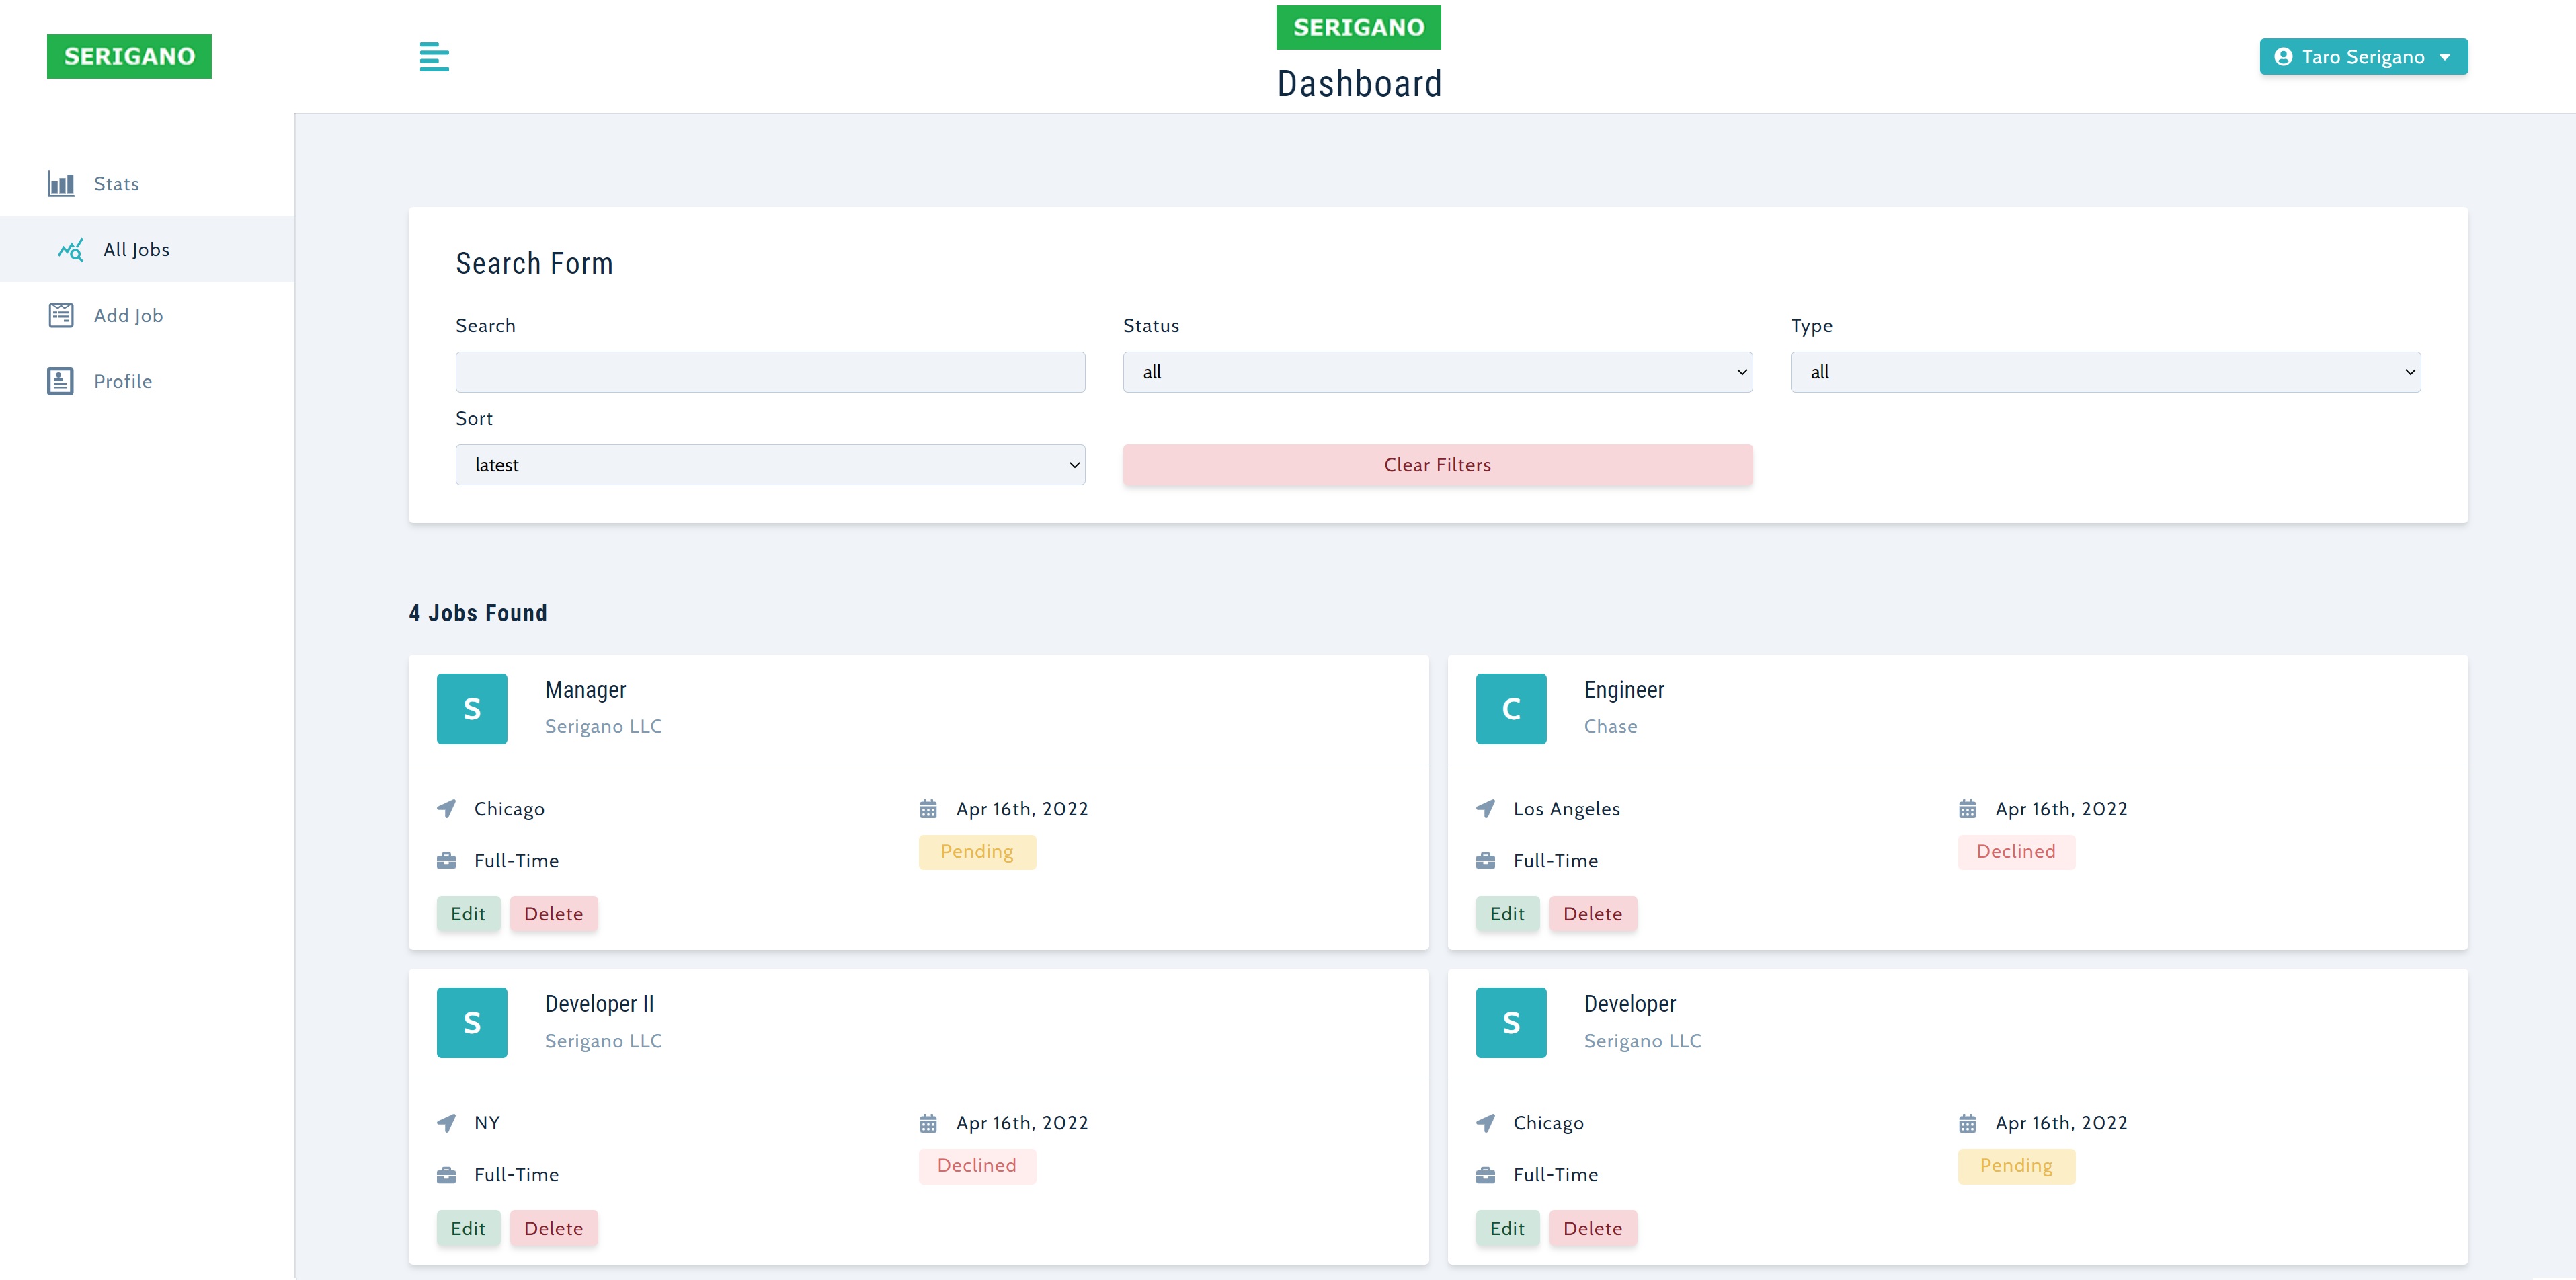 SERIGANO
SERIGANO
Dashboard
Taro Serigano
Stats
All Jobs
Add Job
Profile
Search Form
Search
Status
Type
all
all
Sort
latest
Clear Filters
4 Jobs Found
S
Manager
Serigano LLC
Chicago
Apr 16th, 2022
Full-Time
Pending
Edit
Delete
C
Engineer
Chase
Los Angeles
Apr 16th, 2022
Full-Time
Declined
Edit
Delete
S
Developer II
Serigano LLC
NY
Apr 16th, 2022
Full-Time
Declined
Edit
Delete
S
Developer
Serigano LLC
Chicago
Apr 16th, 2022
Full-Time
Pending
Edit
Delete